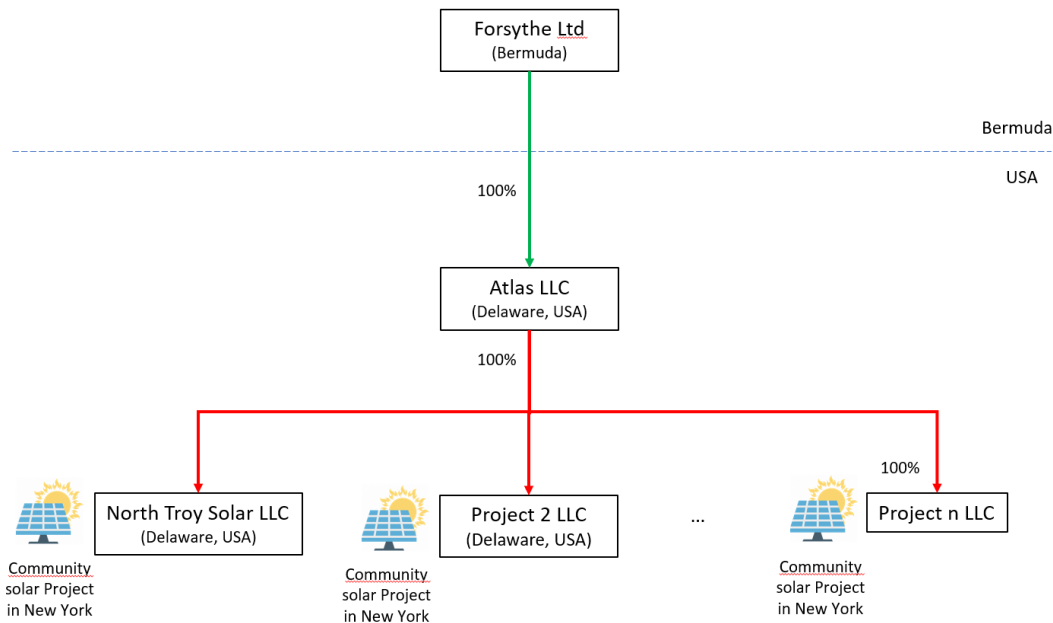 Forsythe Ltd
(Bermuda)
Bermuda
USA
100%
Atlas LLC
(Delaware, USA)
100%
100%
North Troy Solar LLC
(Delaware, USA)
Project 2 LLC
(Delaware, USA)
...
Project n LLC
Community
solar Project
in New York
Community
solar Project
in New York
Community
solar Project
in New York